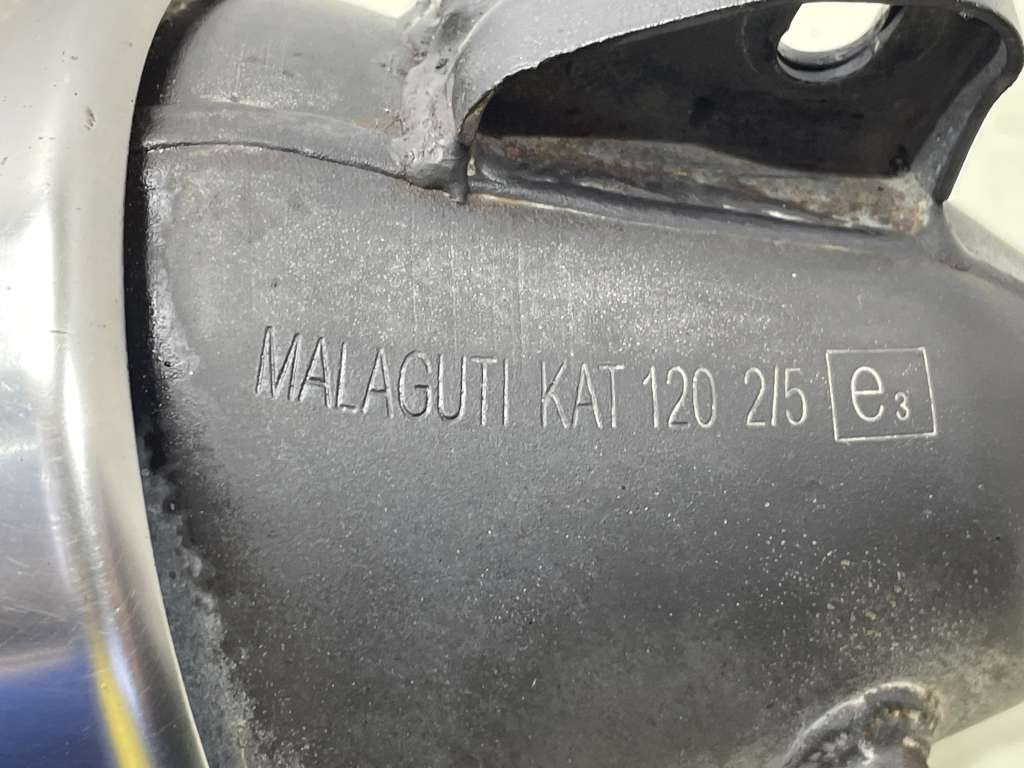 MALAGUTI KAT 120 2/5 e3